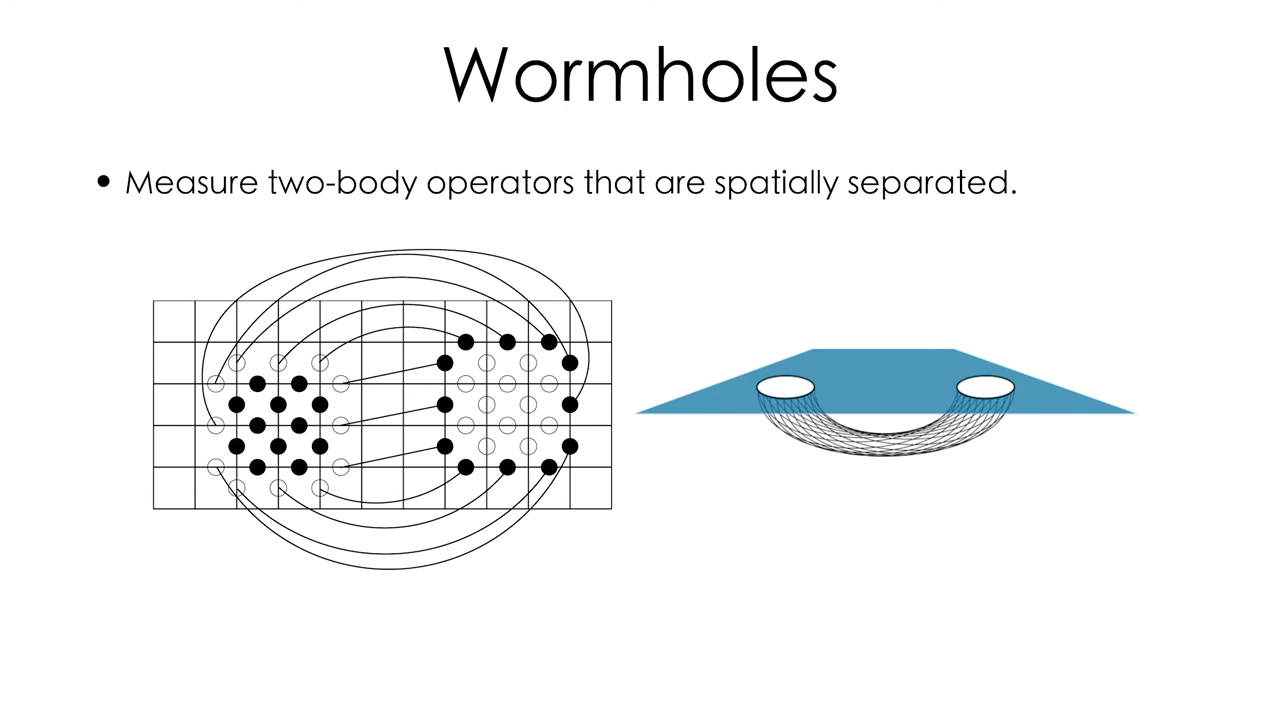 Wormholes
• Measure two-body operators that are spatially separated.